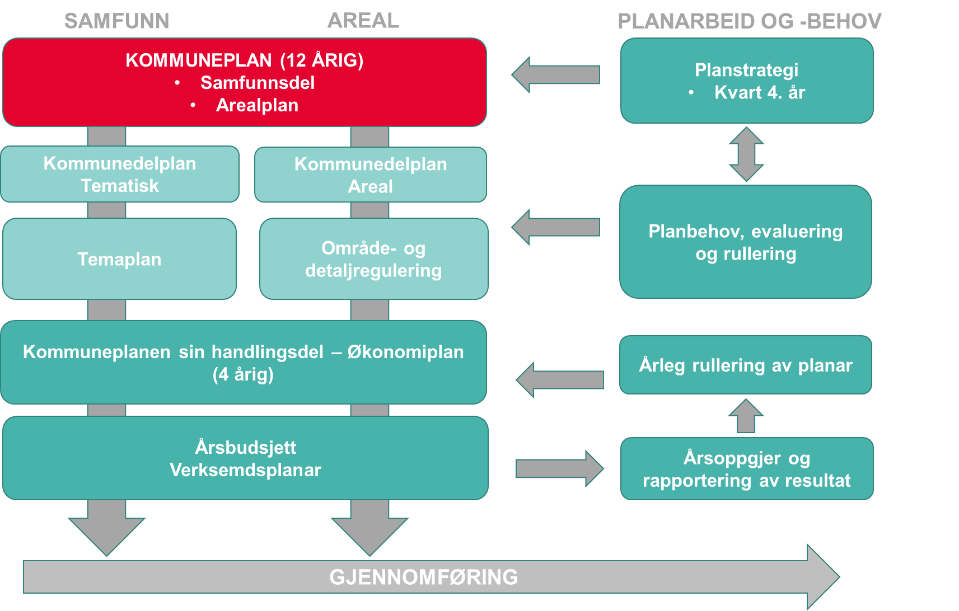 SAMFUNN
AREAL
PLANARBEID OG -BEHOV
KOMMUNEPLAN (12 ÅRIG)
• Samfunnsdel
• Arealplan
Planstrategi
• Kvart 4. år
Kommunedelplan
Tematisk
Kommunedelplan
Areal
Temaplan
Område- og
detaljregulering
Planbehov, evaluering
og rullering
Kommuneplanen sin handlingsdel – Økonomiplan
(4 årig)
Årleg rullering av planar
Årsbudsjett
Verksemdsplanar
Årsoppgjer og
rapportering av resultat
GJENNOMFØRING